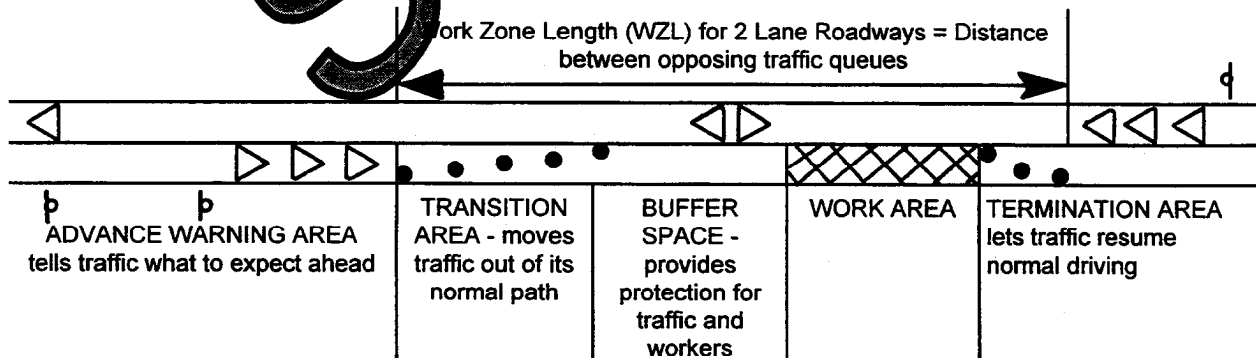 ork Zone Length (WZL) for 2 Lane Roadways = Distance
between opposing traffic queues
ADVANCE WARNING AREA
tells traffic what to expect ahead
TRANSITION
AREA - moves
traffic out of its
normal path
BUFFER
SPACE -
provides
protection for
traffic and
workers
WORK AREA
TERMINATION AREA
lets traffic resume
normal driving